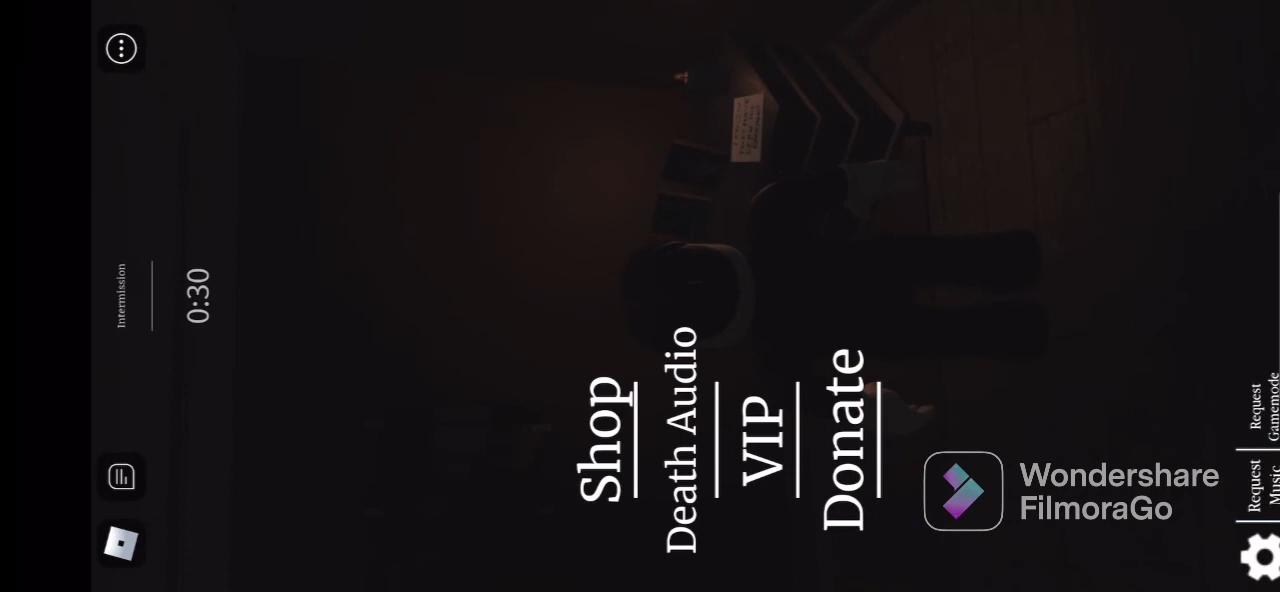 Intermission
0:30
Shop
Death Audio
VIP
Donate
Request
Music
Request
Gamemode
Wondershare
FilmoraGo